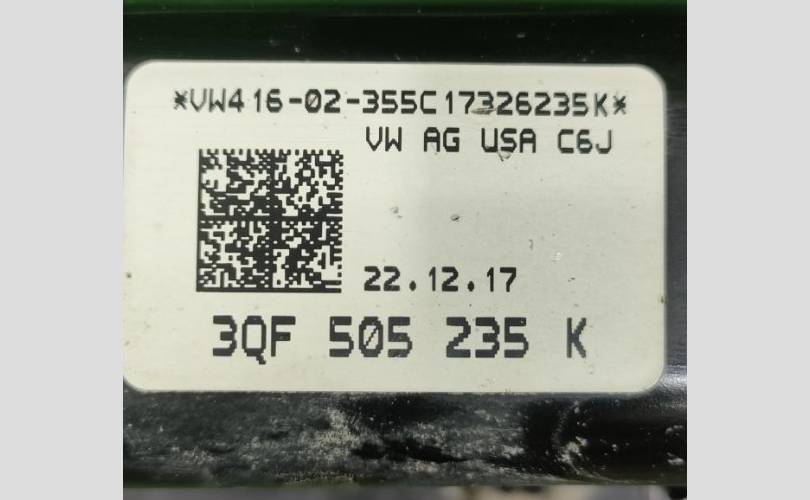 *VW416-02-355C17326235K*
VW AG USA C6J
22.12.17
3QF 505 235 K